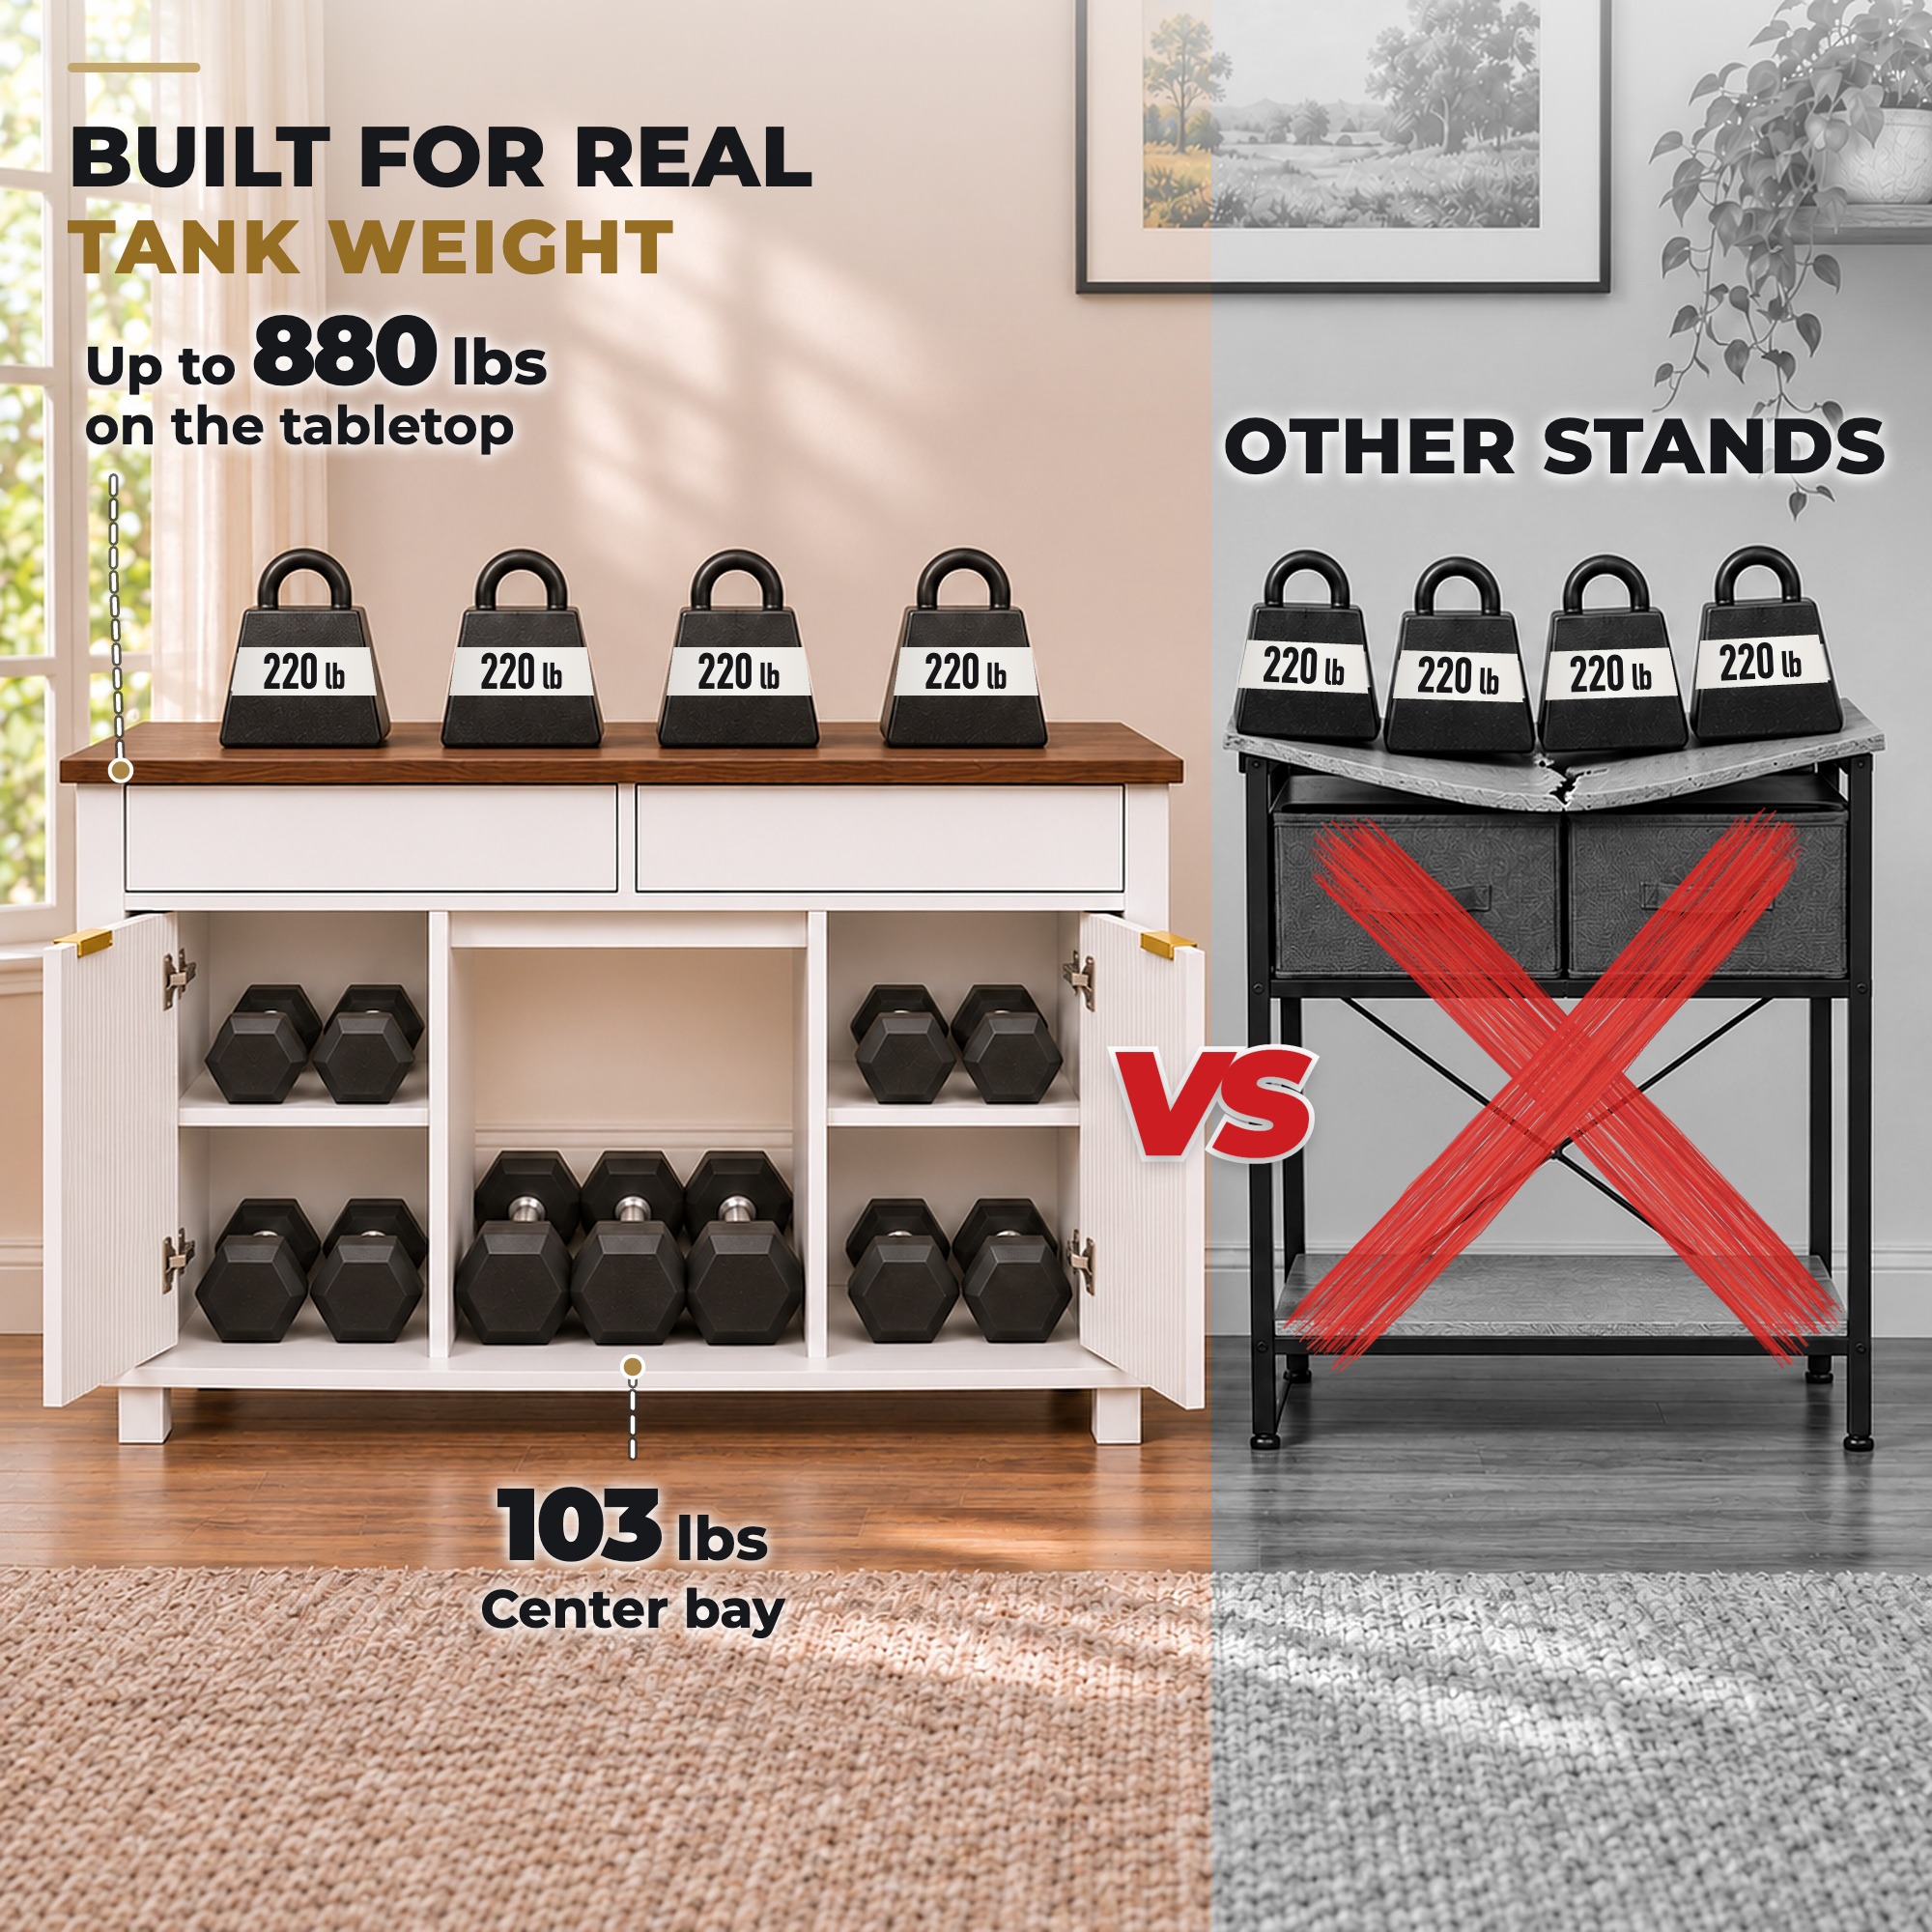 BUILT FOR REAL
TANK WEIGHT
Up to 880 lbs
on the tabletop
OTHER STANDS
220 lb
220 lb
220 lb
220 lb
220 lb
220 lb
220 lb
220 lb
VS
103 lbs
Center bay